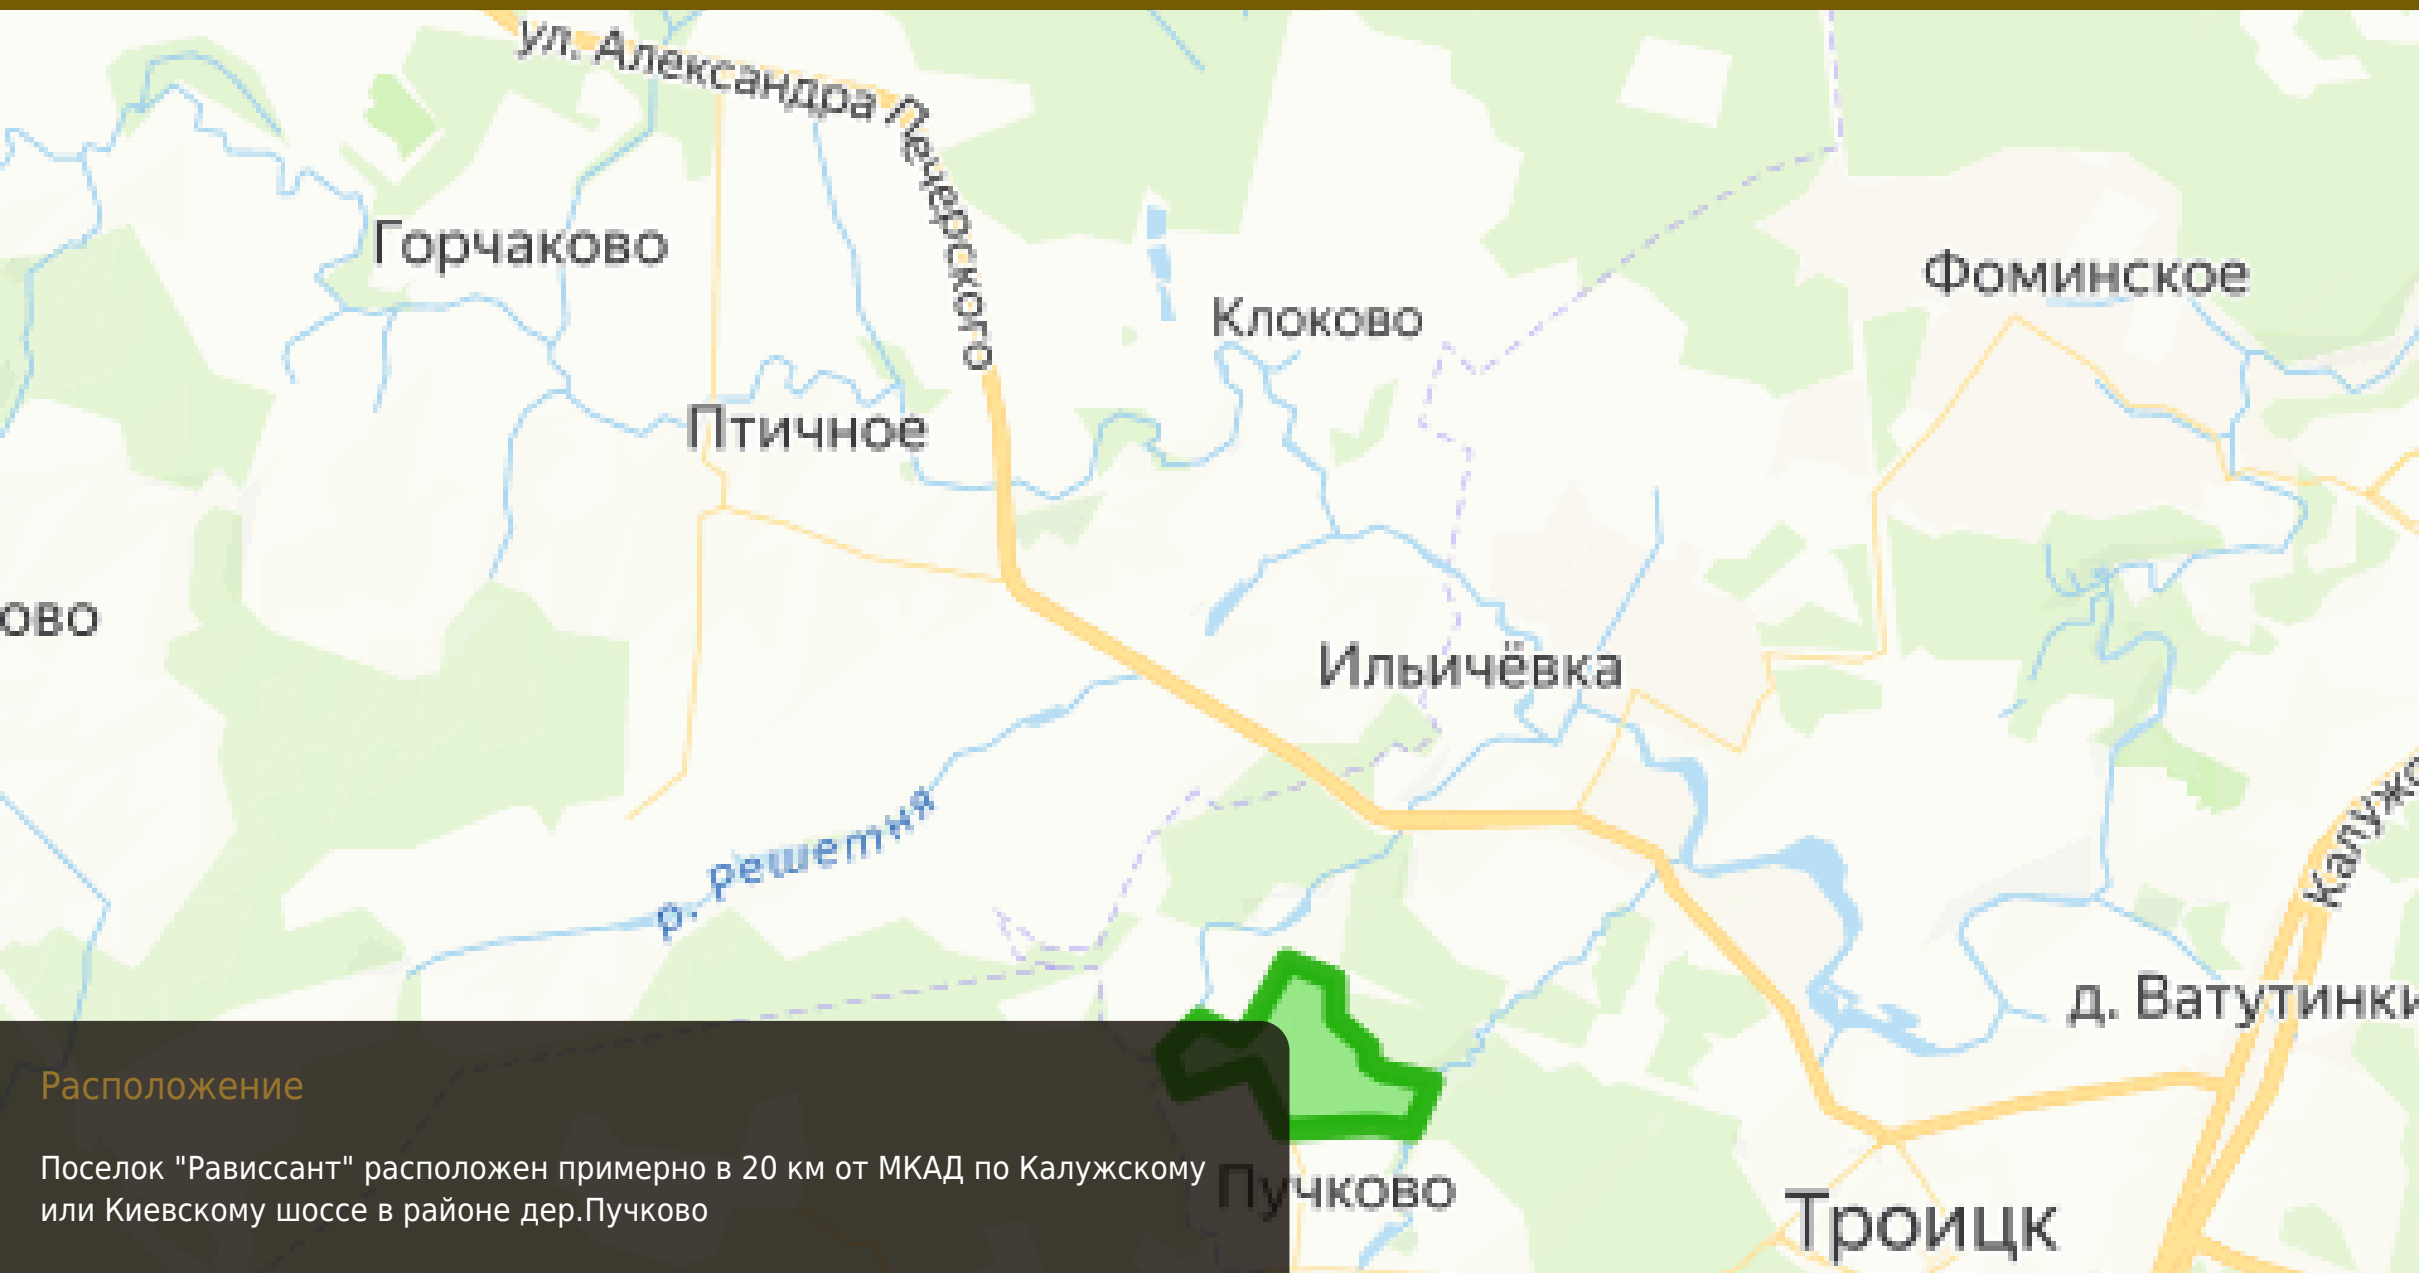 ул. Александра Печерского
Горчаково
Фоминское
Клоково
Птичное
ово
Ильичёвка
р. решетня
Калужс
д. Ватутинки
Пучково
Троицк
Расположение
Поселок "Рависсант" расположен примерно в 20 км от МКАД по Калужскому
или Киевскому шоссе в районе дер.Пучково